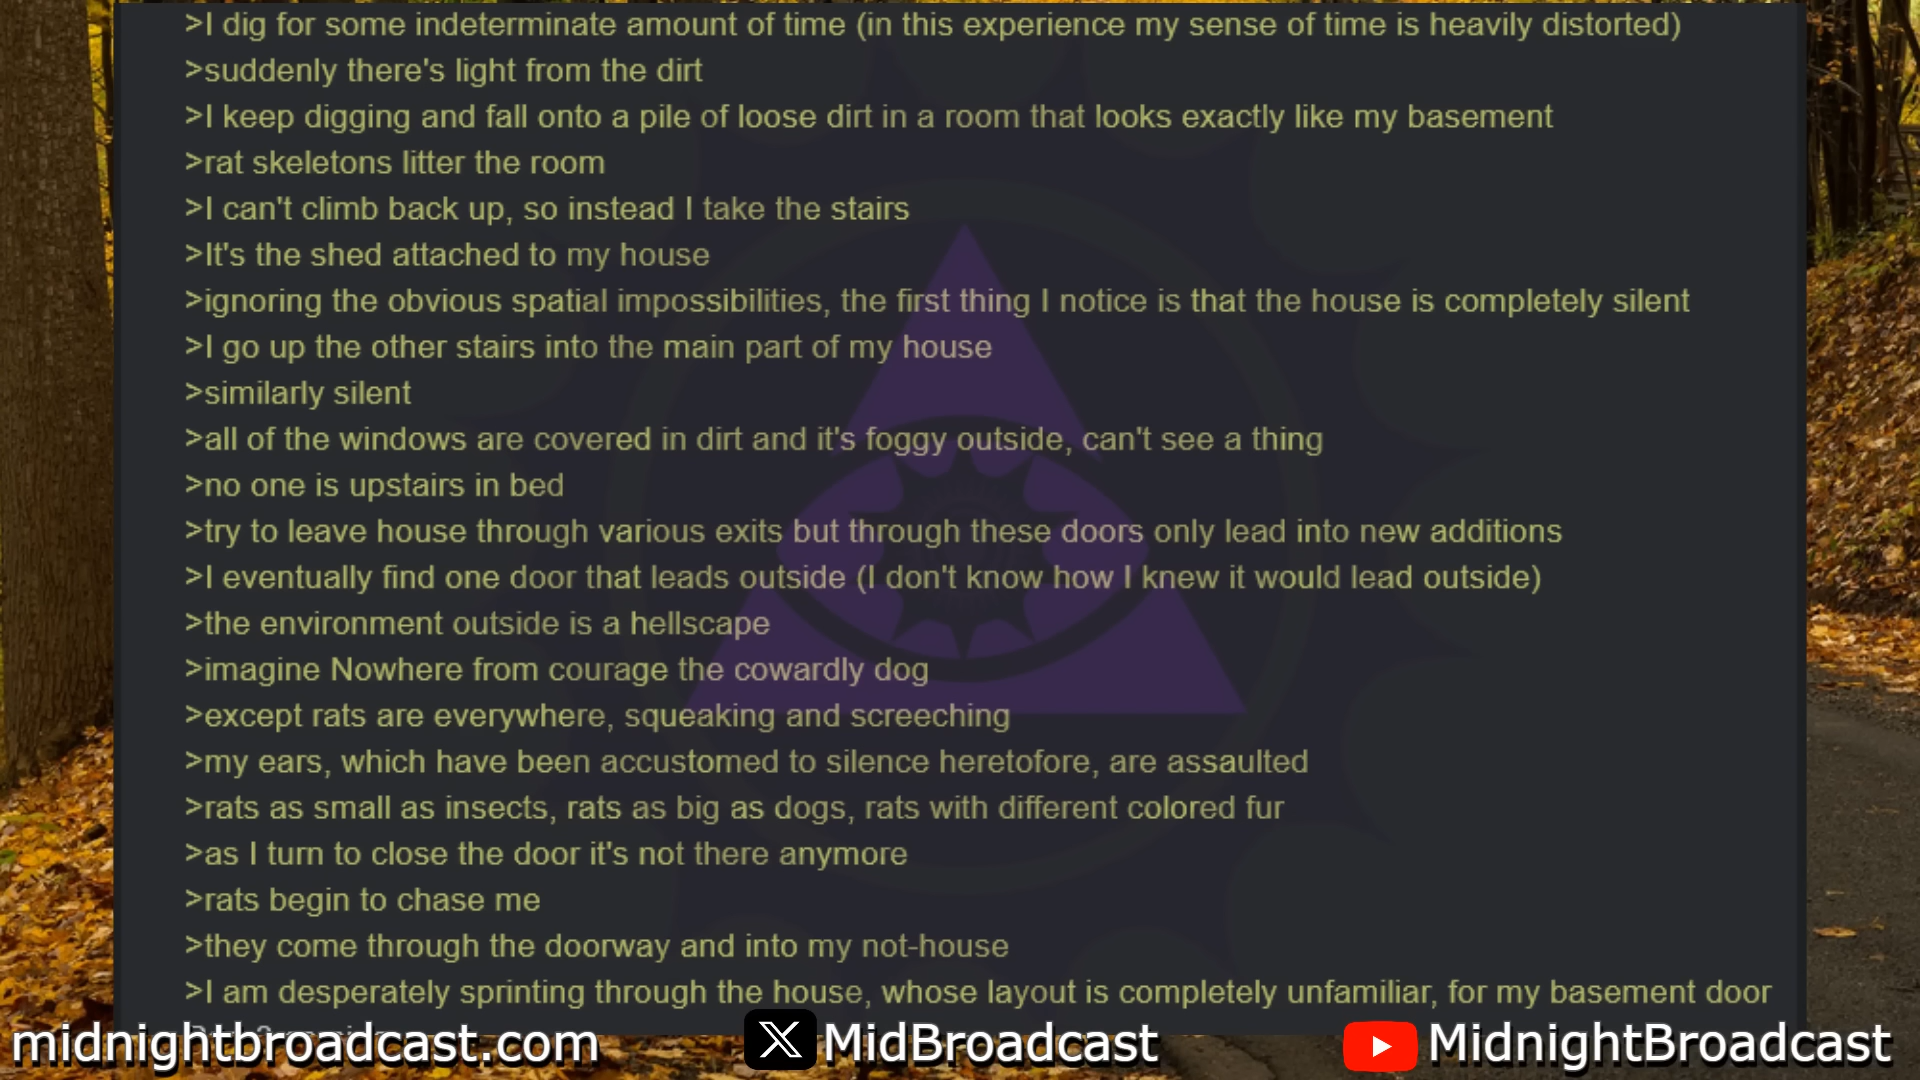 >I dig for some indeterminate amount of time (in this experience my sense of time is heavily distorted)
>suddenly there's light from the dirt
>I keep digging and fall onto a pile of loose dirt in a room that looks exactly like my basement
>rat skeletons litter the room
>I can't climb back up, so instead I take the stairs
>It's the shed attached to my house
>ignoring the obvious spatial impossibilities, the first thing I notice is that the house is completely silent
>I go up the other stairs into the main part of my house
>similarly silent
>all of the windows are covered in dirt and it's foggy outside, can't see a thing
>no one is upstairs in bed
>try to leave house through various exits but through these doors only lead into new additions
>I eventually find one door that leads outside (I don't know how I knew it would lead outside)
>the environment outside is a hellscape
>imagine Nowhere from courage the cowardly dog
>except rats are everywhere, squeaking and screeching
>my ears, which have been accustomed to silence heretofore, are assaulted
>rats as small as insects, rats as big as dogs, rats with different colored fur
>as I turn to close the door it's not there anymore
>rats begin to chase me
>they come through the doorway and into my not-house
>I am desperately sprinting through the house, whose layout is completely unfamiliar, for my basement door
midnightbroadcast.com
X MidBroadcast
MidnightBroadcast